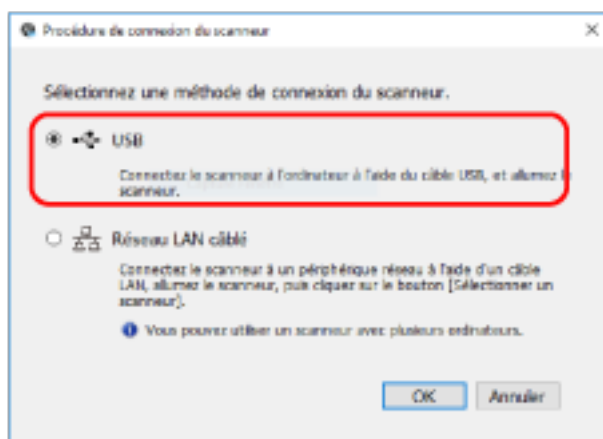 Procédure de connexion du scanneur
Sélectionnez une méthode de connexion du scanneur.
USB
Connectez le scanneur à l'ordinateur à l'aide du câble USB, et allumez le
scanneur.
Réseau LAN câblé
Connectez le scanneur à un périphérique réseau à l'aide d'un câble
LAN, allumez le scanneur, puis cliquer sur le bouton [Sélectionner un
scanneur].
Vous pouvez utiliser un scanneur avec plusieurs ordinateurs.
OK
Annuler